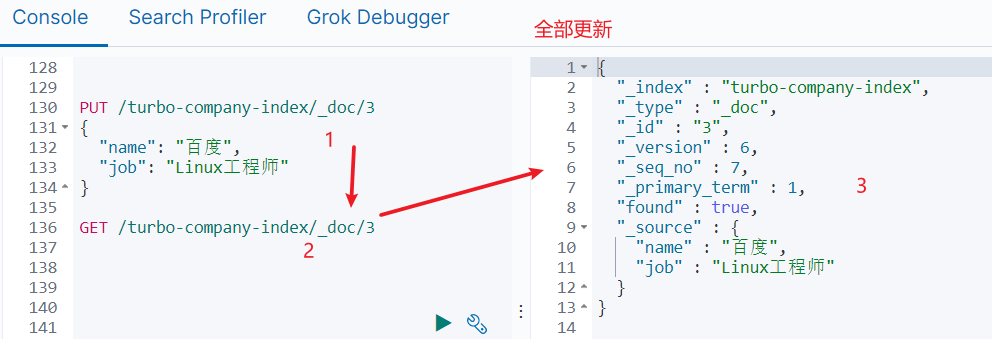 Console Search Profiler Grok Debugger
全部更新
128
129
130 PUT /turbo-company-index/_doc/3
131 {
132 "name": "百度",
133 "job": "Linux工程师"
134 }
135
136 GET /turbo-company-index/_doc/3
137
138
139
140
141
1
2
1 {
2 "_index" : "turbo-company-index",
3 "_type" : "_doc",
4 "_id" : "3",
5 "_version" : 6,
6 "_seq_no" : 7,
7 "_primary_term" : 1,
8 "found" : true,
9 "_source" : {
10 "name" : "百度",
11 "job" : "Linux工程师"
12 }
13 }
14
3